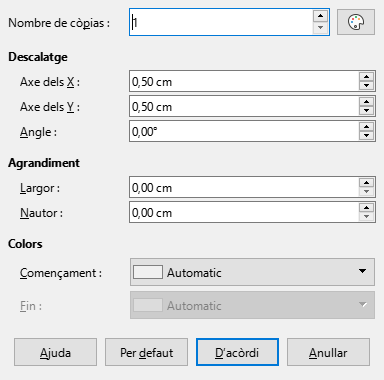 Nombre de còpias : 1
Descalatge
Axe dels X : 0,50 cm
Axe dels Y : 0,50 cm
Angle : 0,00°
Agrandiment
Largor : 0,00 cm
Nautor : 0,00 cm
Colors
Començament : Automatic
Fin : Automatic
Ajuda Per defaut D'acòrdi Anullar